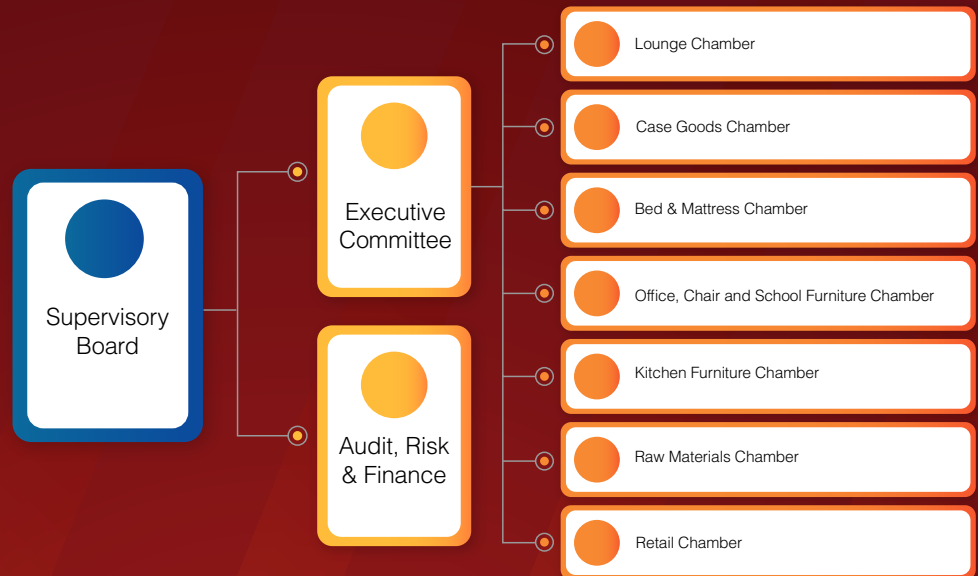 Supervisory
Board
Executive
Committee
Audit, Risk
& Finance
Lounge Chamber
Case Goods Chamber
Bed & Mattress Chamber
Office, Chair and School Furniture Chamber
Kitchen Furniture Chamber
Raw Materials Chamber
Retail Chamber